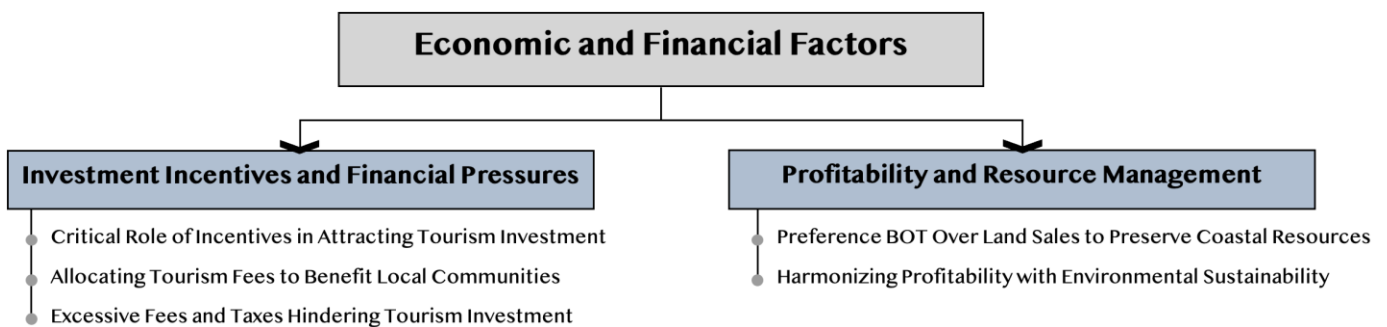 Economic and Financial Factors
Investment Incentives and Financial Pressures
Critical Role of Incentives in Attracting Tourism Investment
Allocating Tourism Fees to Benefit Local Communities
Excessive Fees and Taxes Hindering Tourism Investment
Profitability and Resource Management
Preference BOT Over Land Sales to Preserve Coastal Resources
Harmonizing Profitability with Environmental Sustainability